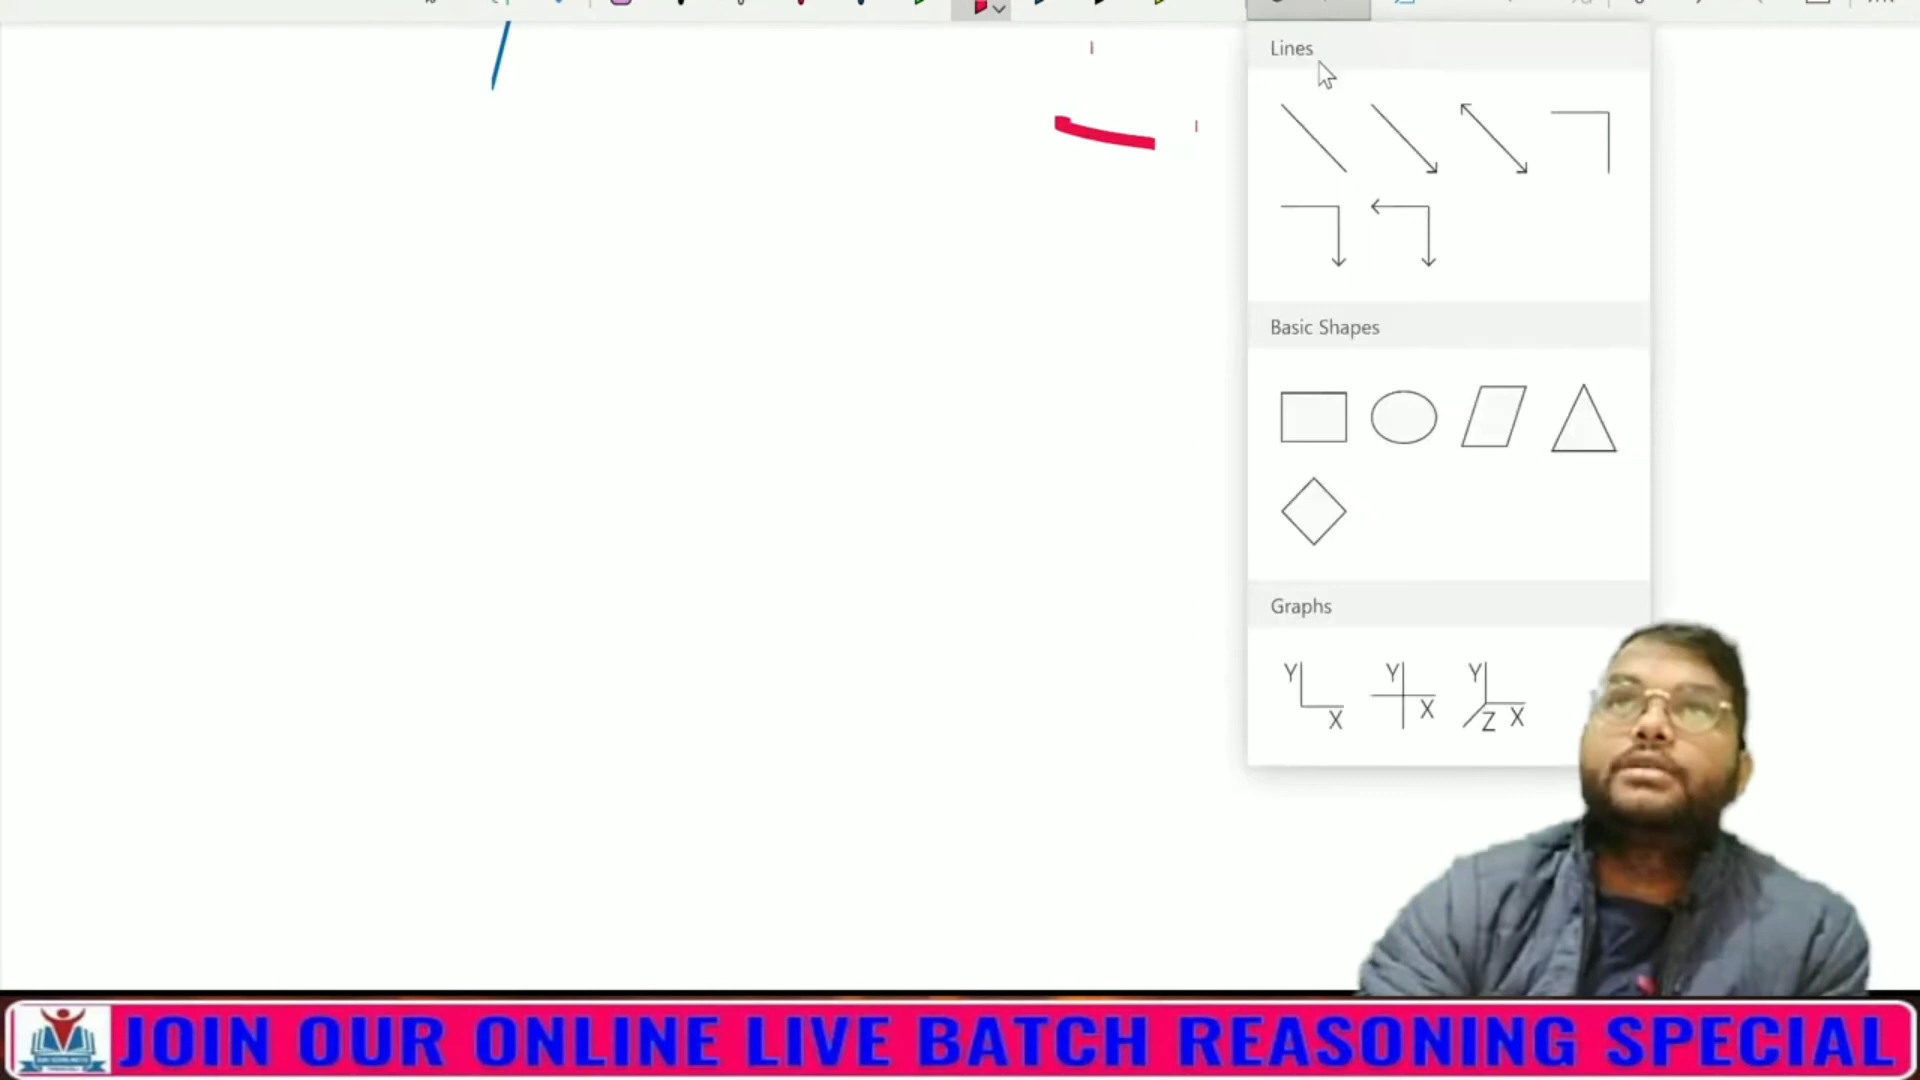 Lines
Basic Shapes
Graphs
Y Y Y
X X Z X
JOIN OUR ONLINE LIVE BATCH REASONING SPECIAL